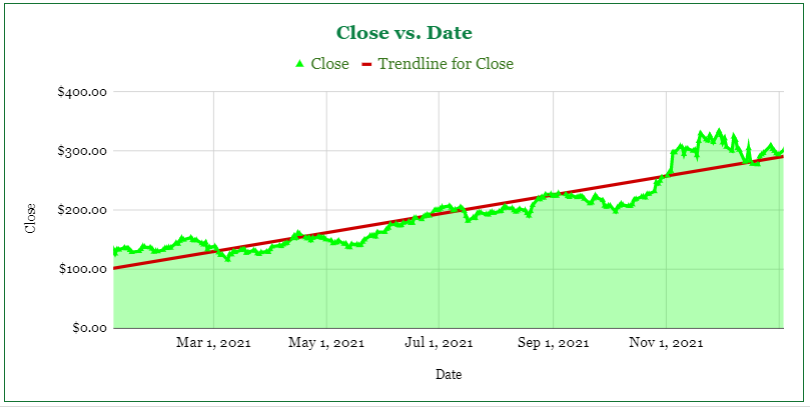 Close vs. Date
Close Trendline for Close
$400.00
$300.00
$200.00
$100.00
$0.00
Close
Mar 1, 2021 May 1, 2021 Jul 1, 2021 Sep 1, 2021 Nov 1, 2021
Date